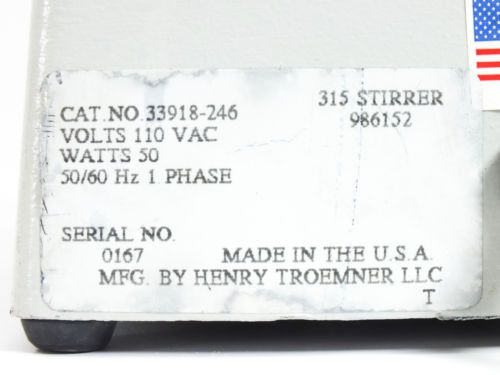 CAT.NO.33918-246 315 STIRRER
VOLTS 110 VAC 986152
WATTS 50
50/60 Hz 1 PHASE
SERIAL NO.
0167 MADE IN THE U.S.A.
MFG. BY HENRY TROEMNER LLC
T